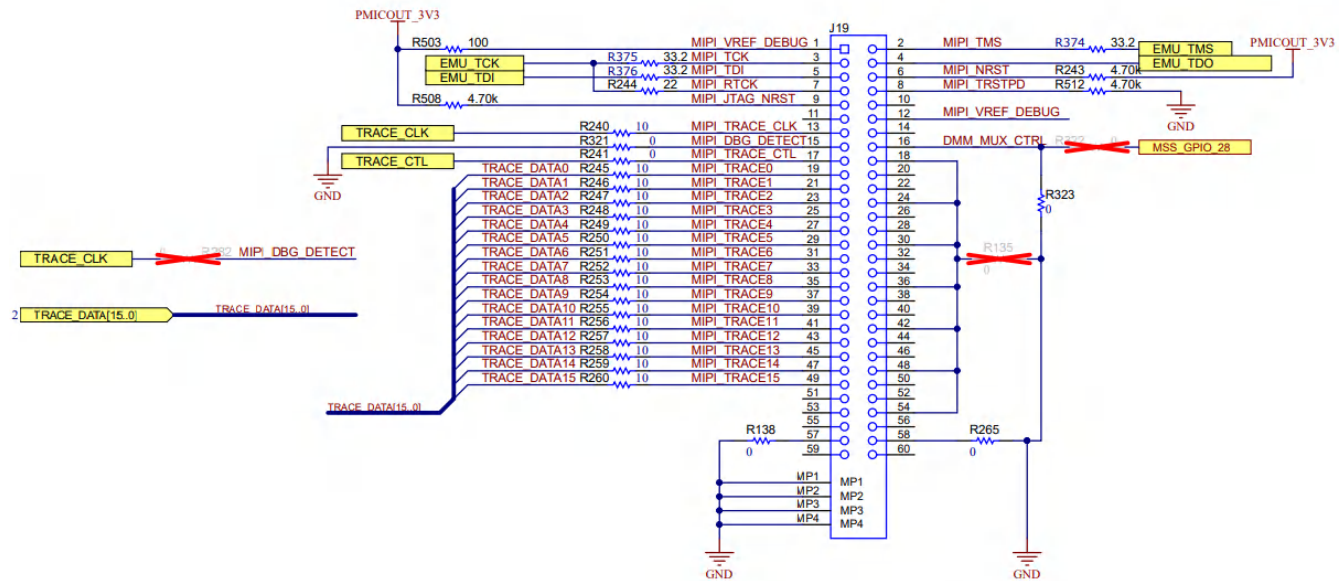 PMICOUT_3V3
J19
R503 100 MIPI_VREF_DEBUG 1 2 MIPI_TMS R374 33.2 EMU_TMS PMICOUT_3V3
EMU_TCK R375 33.2 MIPI_TCK 3 4 EMU_TDO
EMU_TDI R376 33.2 MIPI_TDI 5 6 MIPI_NRST R243 4.70k
R244 22 MIPI_RTCK 7 8 MIPI_TRSTPD R512 4.70k
R508 4.70k MIPI_JTAG_NRST 9 10
11 12 MIPI_VREF_DEBUG
GND
TRACE_CLK R240 10 MIPI_TRACE_CLK 13 14
R321 0 MIPI_DBG_DETECT 15 16 DMM_MUX_CTRL R322 0 MSS_GPIO_28
TRACE_CTL R241 0 MIPI_TRACE_CTL 17 18
GND
TRACE_DATA0 R245 10 MIPI_TRACE0 19 20
TRACE_DATA1 R246 10 MIPI_TRACE1 21 22
TRACE_DATA2 R247 10 MIPI_TRACE2 23 24
R323
0
TRACE_DATA3 R248 10 MIPI_TRACE3 25 26
TRACE_DATA4 R249 10 MIPI_TRACE4 27 28
TRACE_DATA5 R250 10 MIPI_TRACE5 29 30
R135
0
TRACE_CLK 0 MIPI_DBG_DETECT
TRACE_DATA6 R251 10 MIPI_TRACE6 31 32
TRACE_DATA7 R252 10 MIPI_TRACE7 33 34
TRACE_DATA8 R253 10 MIPI_TRACE8 35 36
TRACE_DATA9 R254 10 MIPI_TRACE9 37 38
2 TRACE_DATA[15..0] TRACE_DATA[15..0]
TRACE_DATA10 R255 10 MIPI_TRACE10 39 40
TRACE_DATA11 R256 10 MIPI_TRACE11 41 42
TRACE_DATA12 R257 10 MIPI_TRACE12 43 44
TRACE_DATA13 R258 10 MIPI_TRACE13 45 46
TRACE_DATA14 R259 10 MIPI_TRACE14 47 48
TRACE_DATA15 R260 10 MIPI_TRACE15 49 50
51 52
TRACE_DATA[15..0]
53 54
55 56
R138 57 58 R265
0 59 60 0
MP1 MP1
MP2 MP2
MP3 MP3
MP4 MP4
GND GND